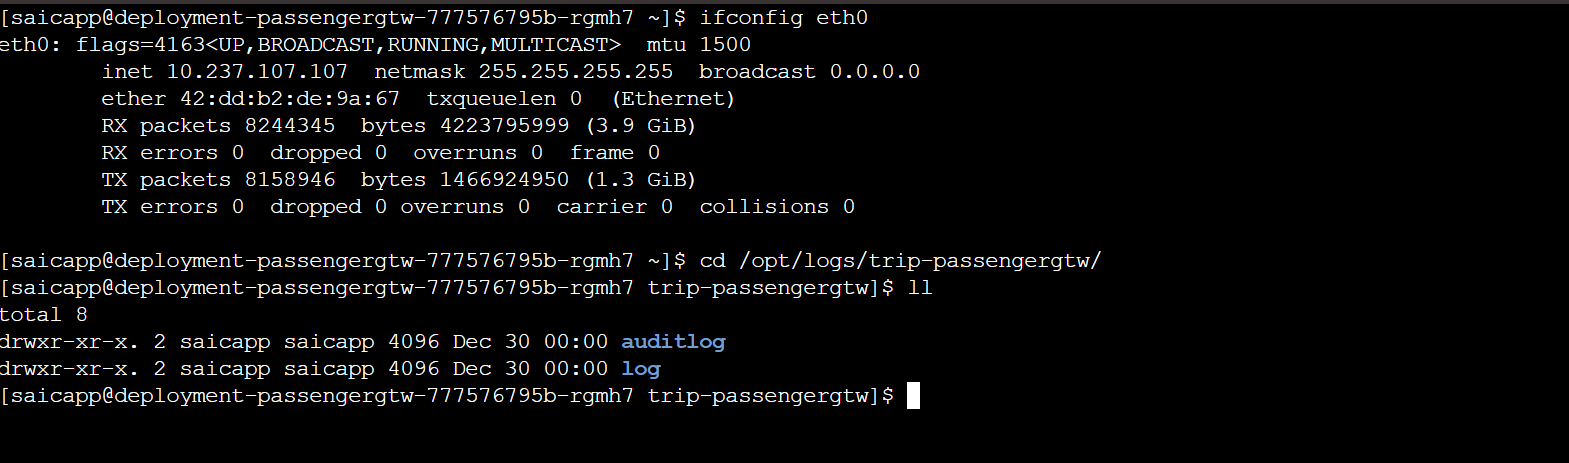 [saicapp@deployment-passengergtw-777576795b-rgmh7 ~]$ ifconfig eth0
eth0: flags=4163<UP,BROADCAST,RUNNING,MULTICAST>  mtu 1500
        inet 10.237.107.107  netmask 255.255.255.255  broadcast 0.0.0.0
        ether 42:dd:b2:de:9a:67  txqueuelen 0  (Ethernet)
        RX packets 8244345  bytes 4223795999 (3.9 GiB)
        RX errors 0  dropped 0  overruns 0  frame 0
        TX packets 8158946  bytes 1466924950 (1.3 GiB)
        TX errors 0  dropped 0 overruns 0  carrier 0  collisions 0

[saicapp@deployment-passengergtw-777576795b-rgmh7 ~]$ cd /opt/logs/trip-passengergtw/
[saicapp@deployment-passengergtw-777576795b-rgmh7 trip-passengergtw]$ ll
total 8
drwxr-xr-x. 2 saicapp saicapp 4096 Dec 30 00:00 auditlog
drwxr-xr-x. 2 saicapp saicapp 4096 Dec 30 00:00 log
[saicapp@deployment-passengergtw-777576795b-rgmh7 trip-passengergtw]$